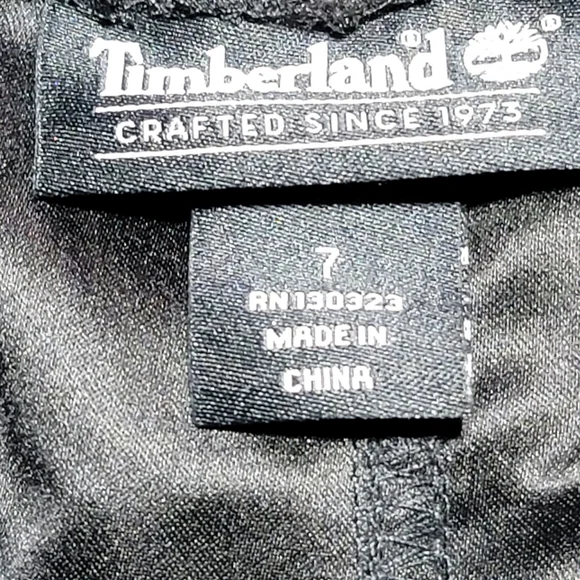 Timberland®
CRAFTED SINCE 1973
7
RN 130323
MADE IN
CHINA